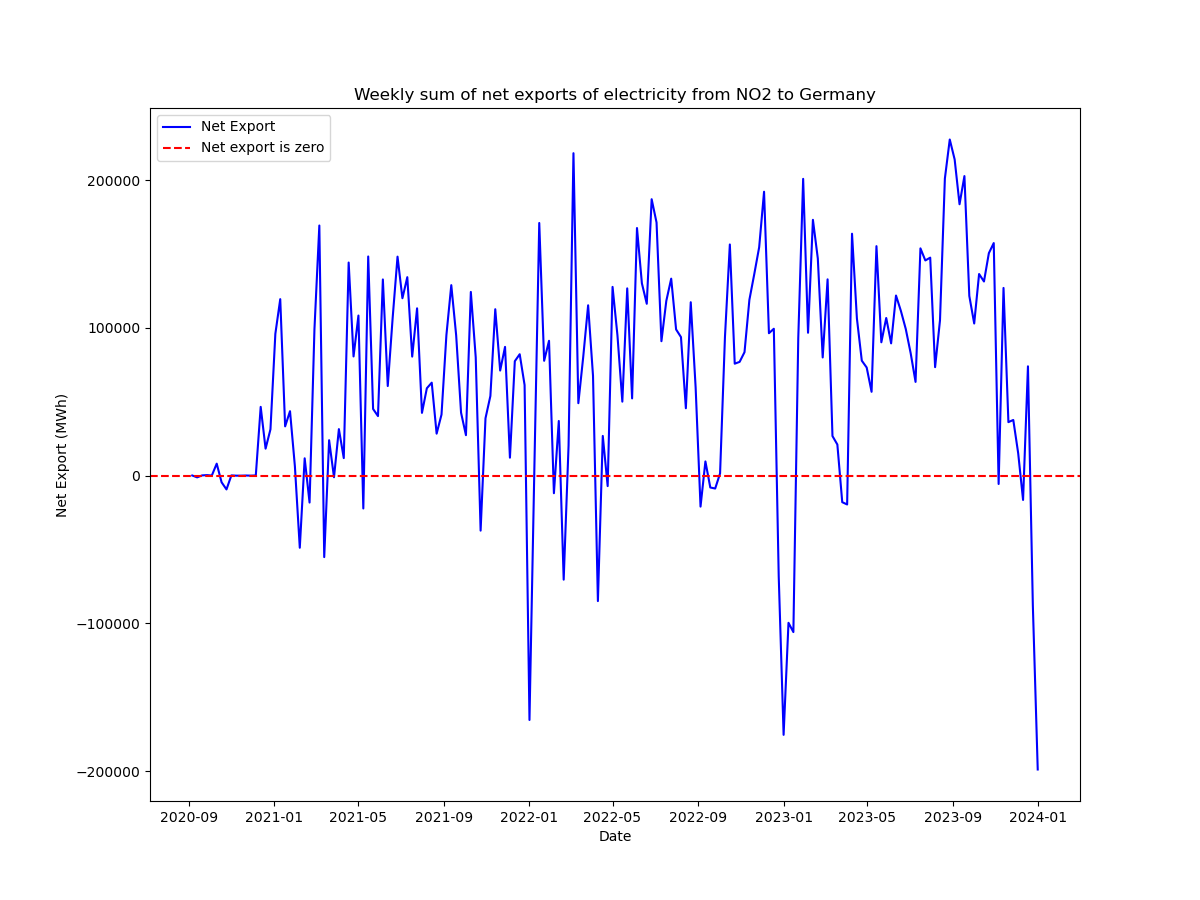 Weekly sum of net exports of electricity from NO2 to Germany
Net Export
Net export is zero
Net Export (MWh)
200000
100000
0
−100000
−200000
2020-09 2021-01 2021-05 2021-09 2022-01 2022-05 2022-09 2023-01 2023-05 2023-09 2024-01
Date